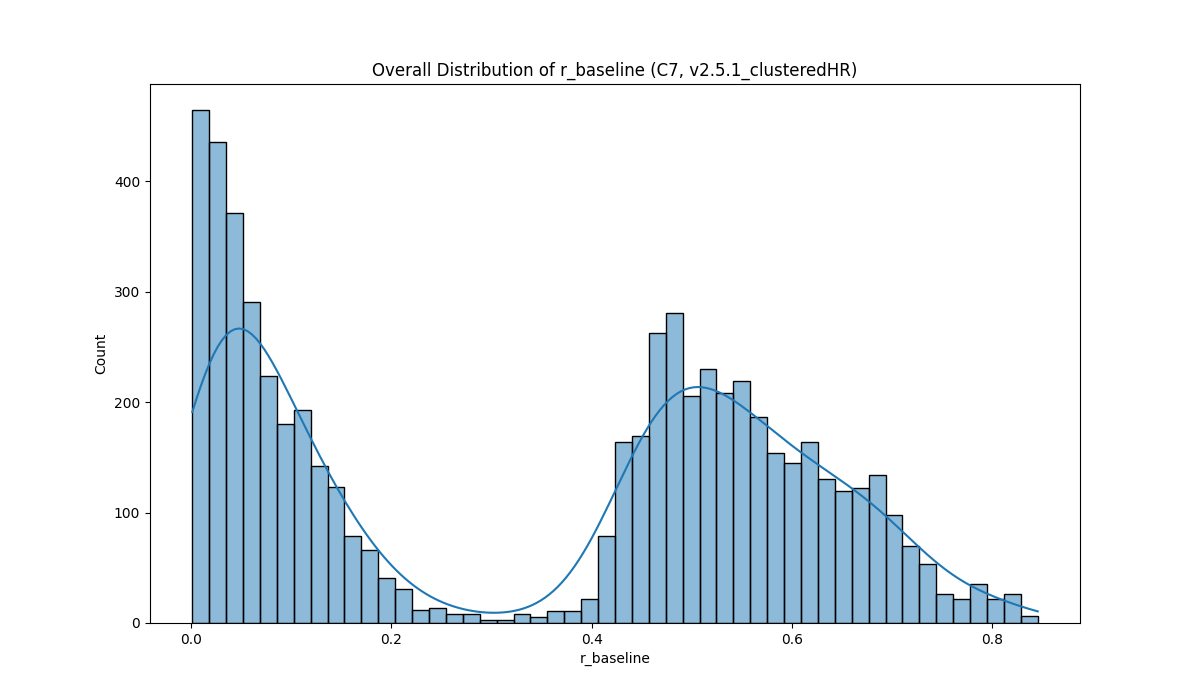 Overall Distribution of r_baseline (C7, v2.5.1_clusteredHR)
400
300
200
100
0
Count
0.0 0.2 0.4 0.6 0.8
r_baseline